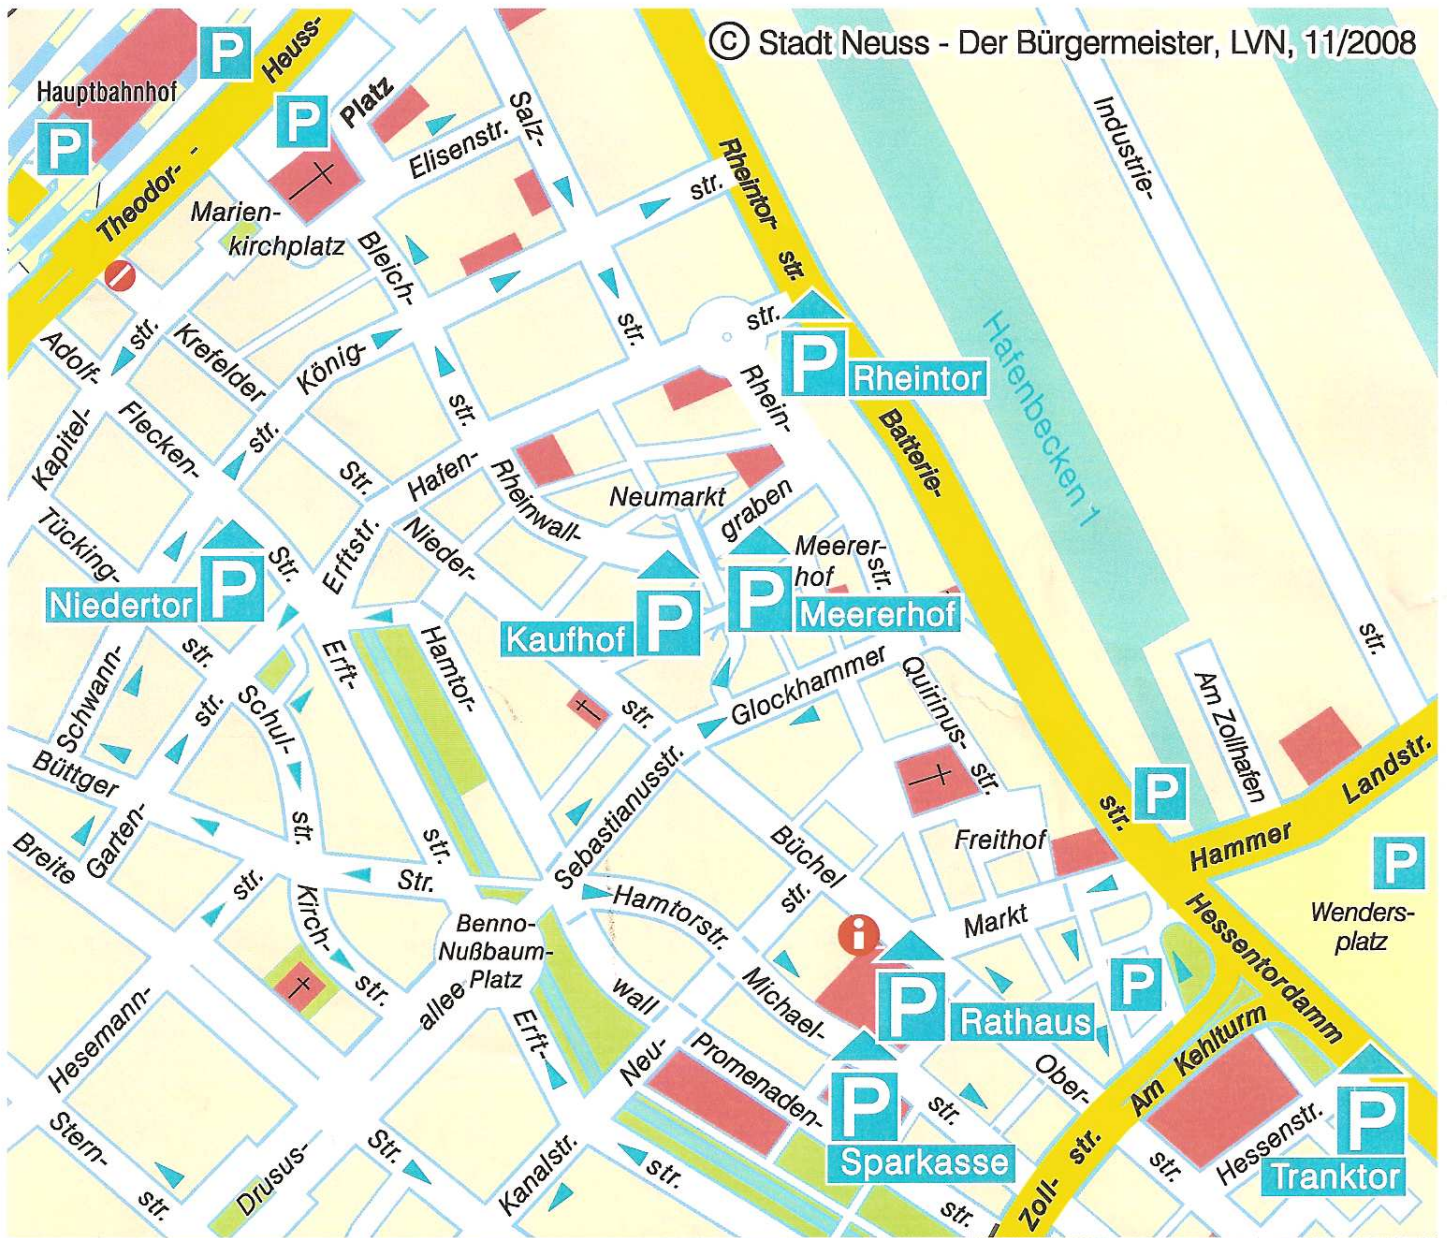 © Stadt Neuss - Der Bürgermeister, LVN, 11/2008
P
Heuss-
Hauptbahnhof
P
P
Platz
Theodor-
Salz-
Elisenstr.
Industrie-
Rheintor-
str.
str.
Marien-
kirchplatz
Bleich-
str.
str.
str.
P
Rheintor
Adolf-
str.
Krefelder
König-
str.
Rhein-
Hafenbecken 1
Kapitel-
Flecken-
str.
Str.
Hafen-
Rheinwall-
Neumarkt
graben
Batterie-
Tücking-
Str.
Erftstr.
Nieder-
Meerer-
hof
str.
P
Niedertor
P
Kaufhof
P
Meererhof
str.
Schwann-
str.
str.
Schul-
Erft-
Hamtor-
str.
Glockhammer
Quirinus-
str.
Am Zollhafen
Büttger
Garten-
str.
str.
Sebastianusstr.
Büchel
str.
Freithof
str.
P
Hammer
Landstr.
Breite
str.
Kirch-
str.
Str.
Hamtorstr.
Markt
P
Wenders-
platz
Benno-
Nußbaum-
Platz
allee
wall
Michael-
i
P
Rathaus
P
Hessentordamm
Hesemann-
Erft-
Neu-
Promenaden-
str.
Ober-
Am Kehlturm
P
Sparkasse
Stern-
str.
Drusus-
Str.
Kanalstr.
str.
str.
Zoll-
str.
str.
Hessenstr.
P
Tranktor